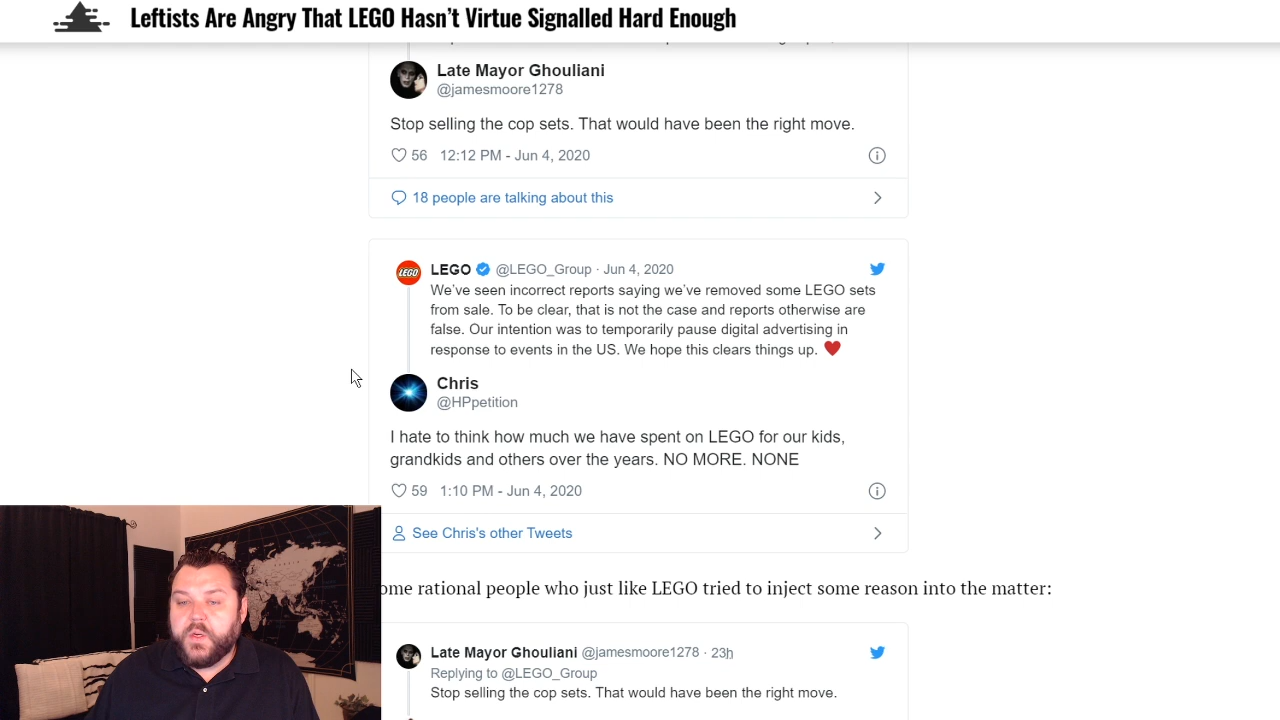 Leftists Are Angry That LEGO Hasn’t Virtue Signalled Hard Enough
Late Mayor Ghouliani
@jamesmoore1278
Stop selling the cop sets. That would have been the right move.
56 12:12 PM - Jun 4, 2020
18 people are talking about this
LEGO
LEGO @LEGO_Group · Jun 4, 2020
We’ve seen incorrect reports saying we’ve removed some LEGO sets
from sale. To be clear, that is not the case and reports otherwise are
false. Our intention was to temporarily pause digital advertising in
response to events in the US. We hope this clears things up. ♥
Chris
@HPpetition
I hate to think how much we have spent on LEGO for our kids,
grandkids and others over the years. NO MORE. NONE
59 1:10 PM - Jun 4, 2020
See Chris's other Tweets
ome rational people who just like LEGO tried to inject some reason into the matter:
Late Mayor Ghouliani @jamesmoore1278 · 23h
Replying to @LEGO_Group
Stop selling the cop sets. That would have been the right move.